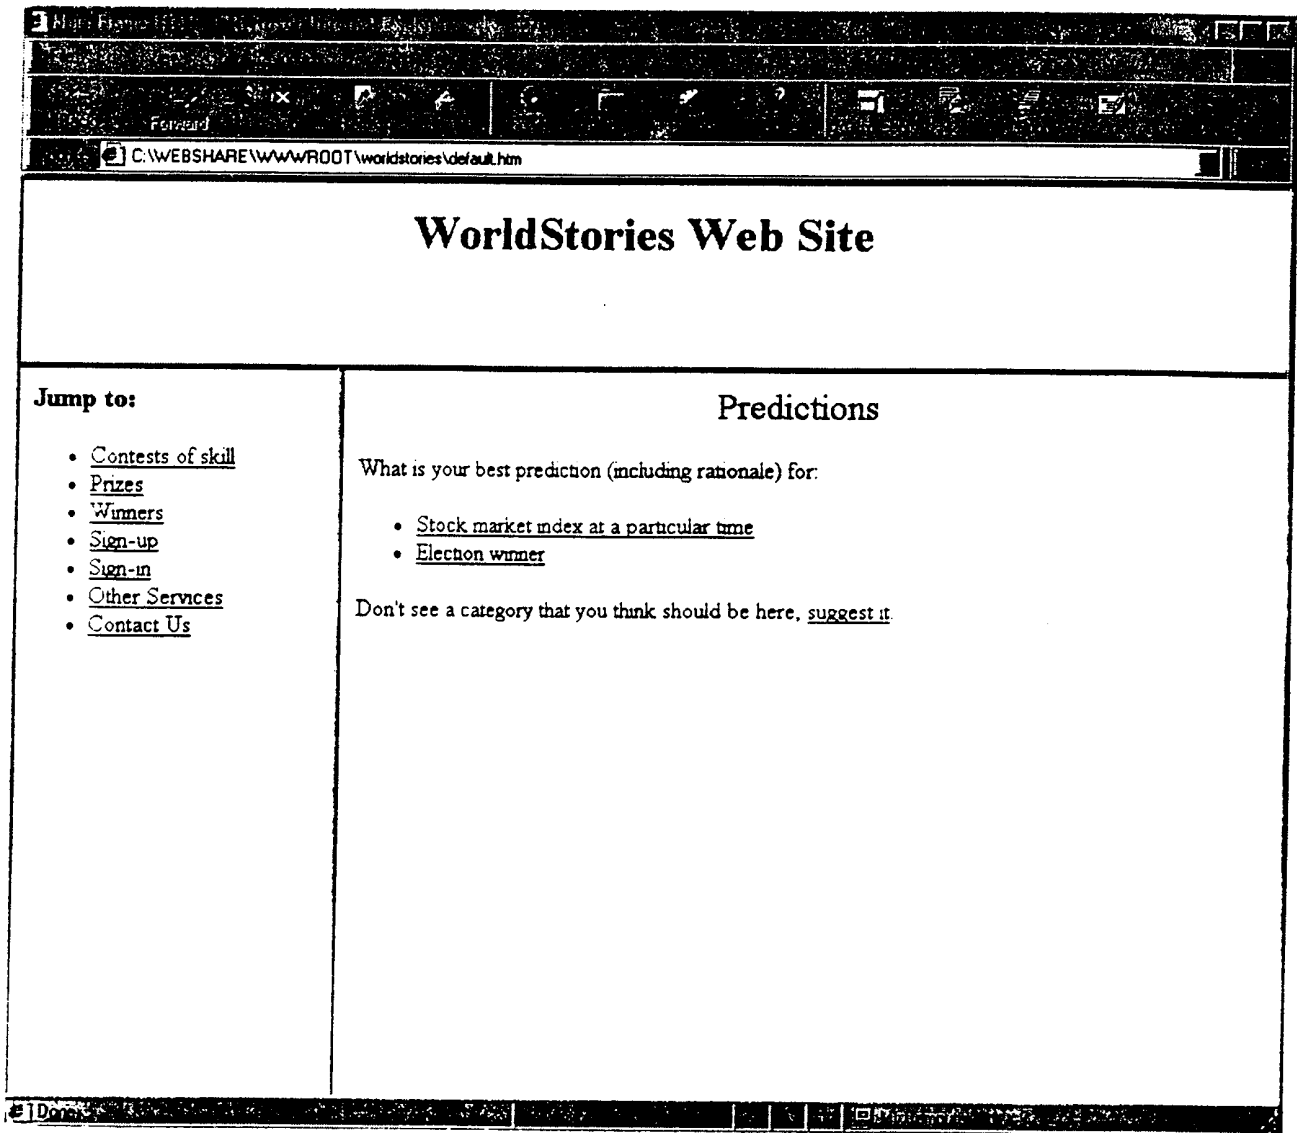 Forward
C:\WEBSHARE\WWWROOT\worldstories\default.htm
WorldStories Web Site
Jump to:
• Contests of skill
• Prizes
• Winners
• Sign-up
• Sign-in
• Other Services
• Contact Us
Predictions
What is your best prediction (including rationale) for:
• Stock market index at a particular time
• Election winner
Don't see a category that you think should be here, suggest it.
Done